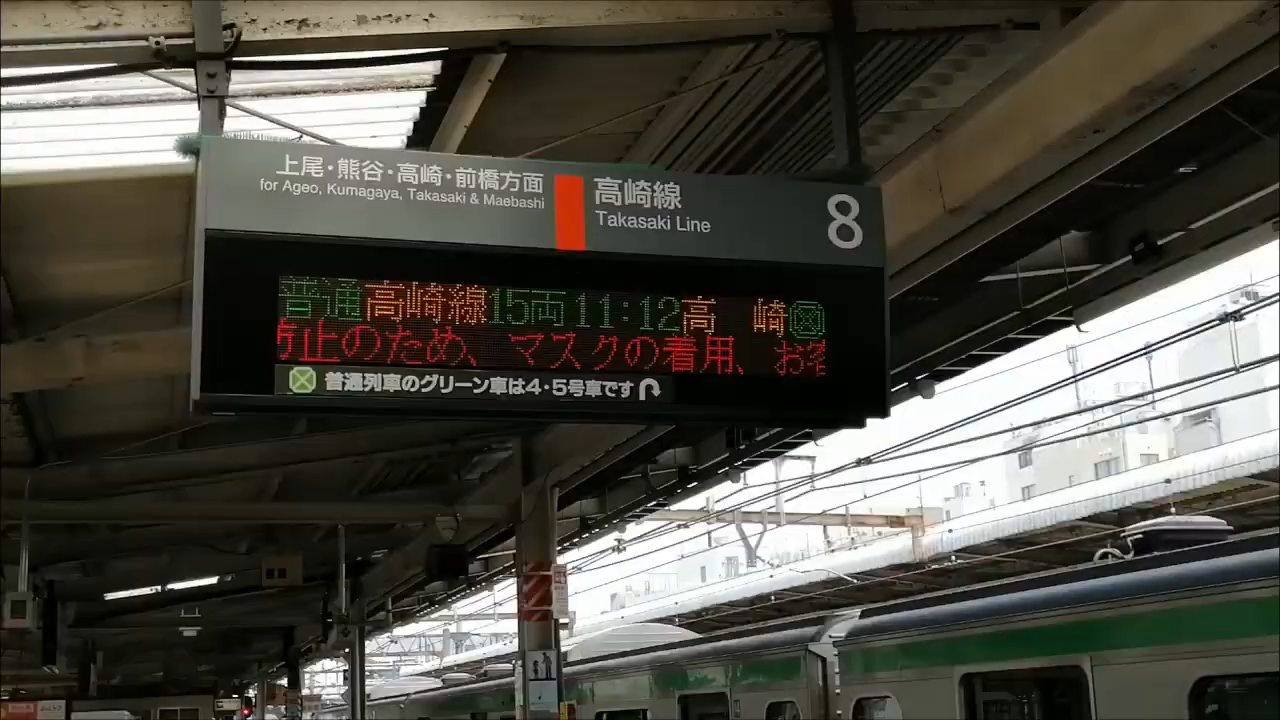 上尾・熊谷・高崎・前橋方面
for Ageo, Kumagaya, Takasaki & Maebashi
高崎線
Takasaki Line
8
普通 高崎線 15両 11:12 高 崎
止のため、マスクの着用、お
普通列車のグリーン車は4・5号車です